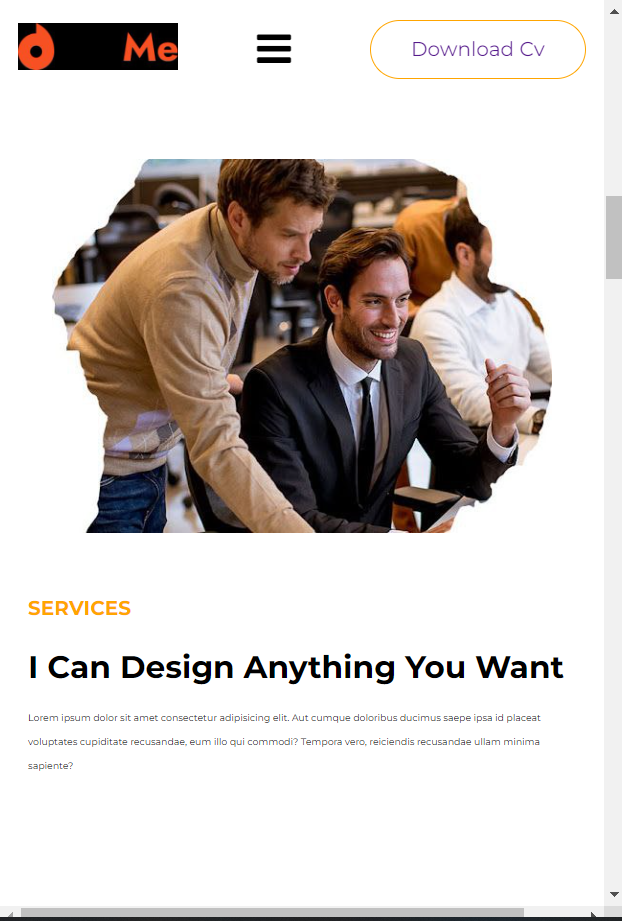 Me
Download Cv
SERVICES
I Can Design Anything You Want
Lorem ipsum dolor sit amet consectetur adipisicing elit. Aut cumque doloribus ducimus saepe ipsa id placeat
voluptates cupiditate recusandae, eum illo qui commodi? Tempora vero, reiciendis recusandae ullam minima
sapiente?